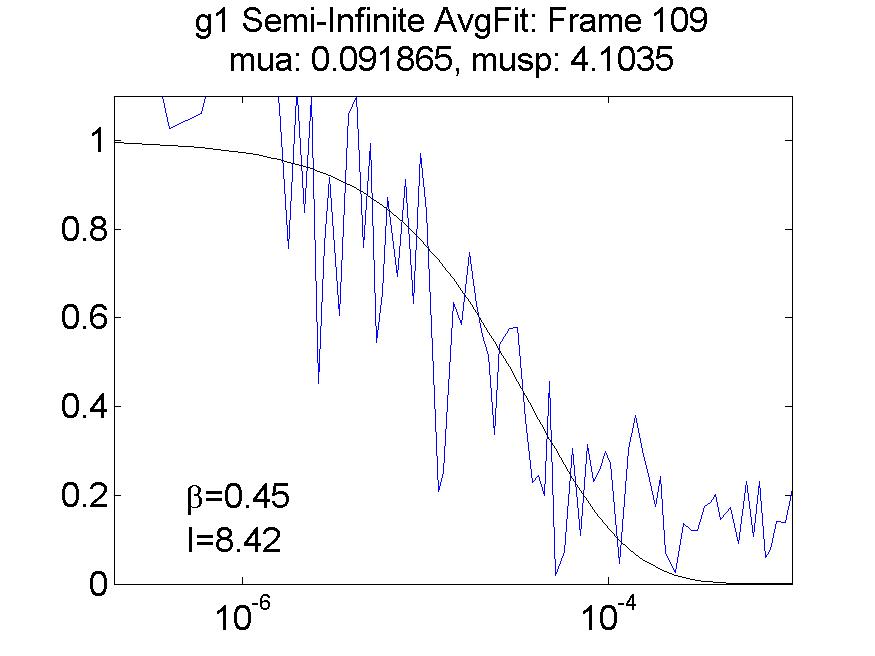 g1 Semi-Infinite AvgFit: Frame 109
mua: 0.091865, musp: 4.1035
1
0.8
0.6
0.4
0.2
0
β=0.45
I=8.42
10^-6
10^-4